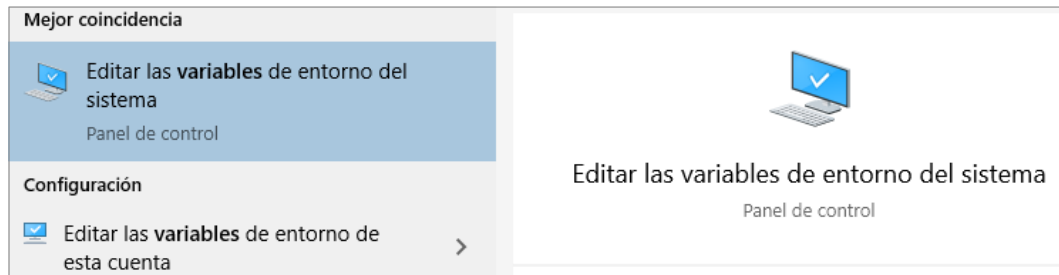 Mejor coincidencia
Editar las variables de entorno del
sistema
Panel de control
Configuración
Editar las variables de entorno de
esta cuenta
Editar las variables de entorno del sistema
Panel de control